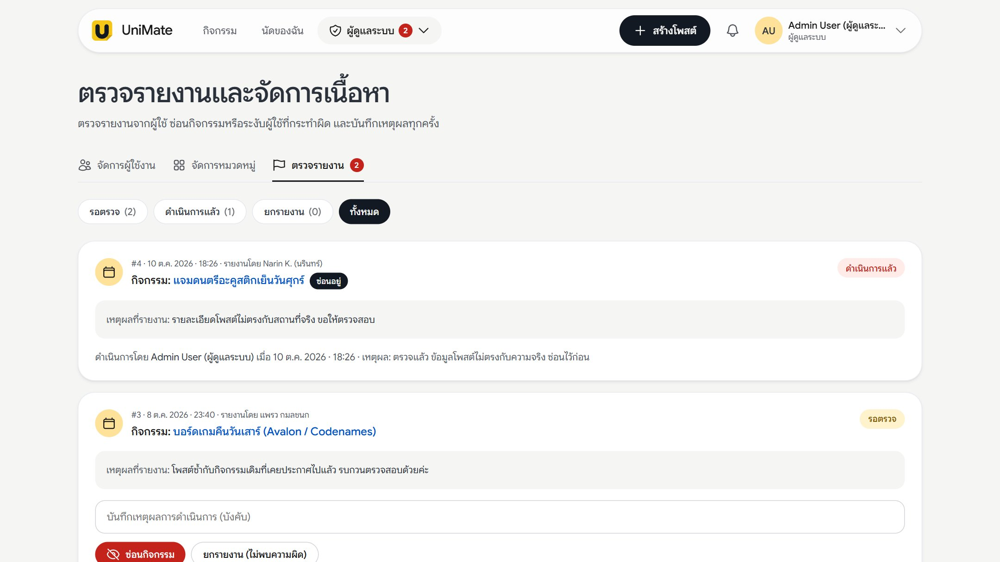 UniMate
กิจกรรม
นัดของฉัน
ผู้ดูแลระบบ 2
สร้างโพสต์
AU
Admin User (ผู้ดูแลระ...
ผู้ดูแลระบบ
ตรวจรายงานและจัดการเนื้อหา
ตรวจรายงานจากผู้ใช้ ซ่อนกิจกรรมหรือระงับผู้ใช้ที่กระทำผิด และบันทึกเหตุผลทุกครั้ง
จัดการผู้ใช้งาน
จัดการหมวดหมู่
ตรวจรายงาน 2
รอตรวจ (2)
ดำเนินการแล้ว (1)
ยกรายงาน (0)
ทั้งหมด
#4 · 10 ต.ค. 2026 · 18:26 · รายงานโดย Narin K. (นรินทร์)
กิจกรรม: แจมดนตรีอะคูสติกเย็นวันศุกร์ ซ่อนอยู่
ดำเนินการแล้ว
เหตุผลที่รายงาน: รายละเอียดโพสต์ไม่ตรงกับสถานที่จริง ขอให้ตรวจสอบ
ดำเนินการโดย Admin User (ผู้ดูแลระบบ) เมื่อ 10 ต.ค. 2026 · 18:26 · เหตุผล: ตรวจแล้ว ข้อมูลโพสต์ไม่ตรงกับความจริง ซ่อนไว้ก่อน
#3 · 8 ต.ค. 2026 · 23:40 · รายงานโดย แพรว กมลชนก
กิจกรรม: บอร์ดเกมคืนวันเสาร์ (Avalon / Codenames)
รอตรวจ
เหตุผลที่รายงาน: โพสต์ซ้ำกับกิจกรรมเดิมที่เคยประกาศไปแล้ว รบกวนตรวจสอบด้วยค่ะ
บันทึกเหตุผลการดำเนินการ (บังคับ)
ซ่อนกิจกรรม
ยกรายงาน (ไม่พบความผิด)